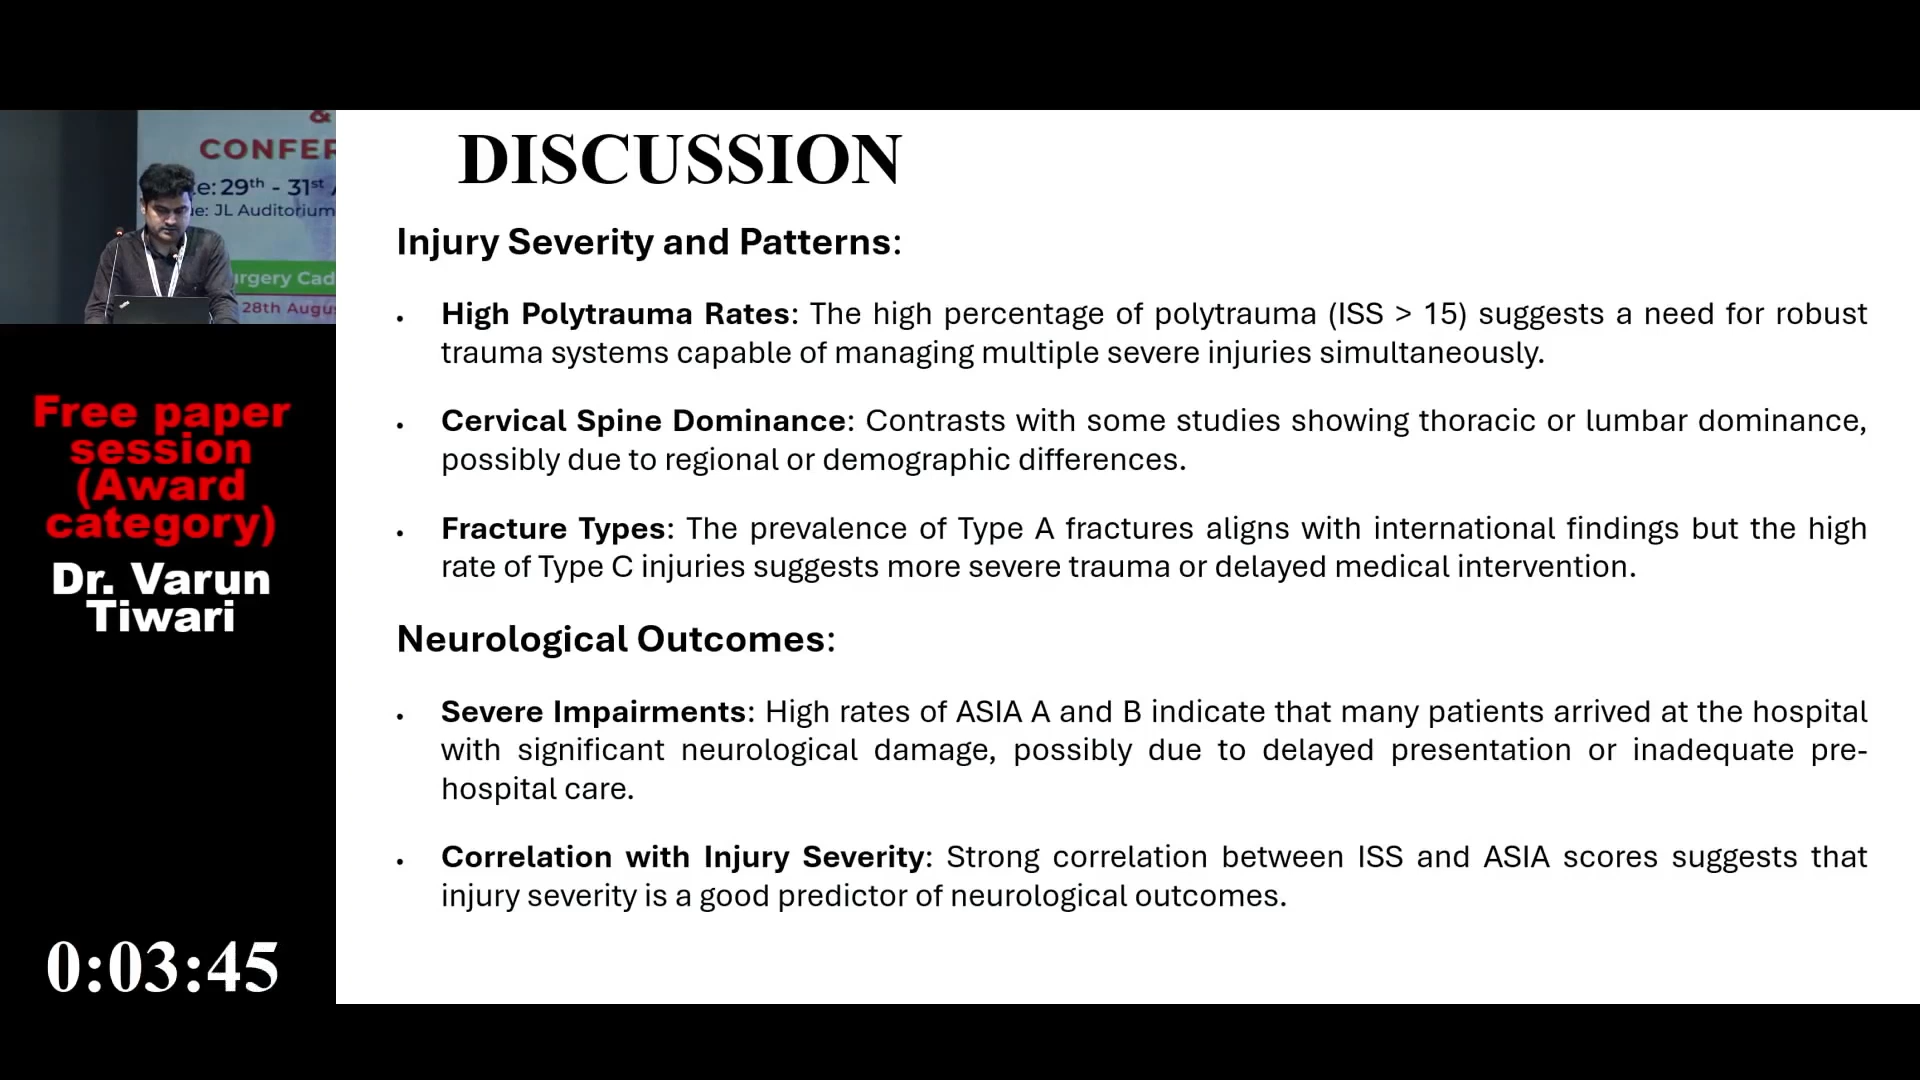 &
CONFER
e: 29th - 31st
e: JL Auditorium
urgery Cad
28th Augu
Free paper
session
(Award
category)
Dr. Varun
Tiwari
0:03:45
DISCUSSION
Injury Severity and Patterns:
• High Polytrauma Rates: The high percentage of polytrauma (ISS > 15) suggests a need for robust
trauma systems capable of managing multiple severe injuries simultaneously.
• Cervical Spine Dominance: Contrasts with some studies showing thoracic or lumbar dominance,
possibly due to regional or demographic differences.
• Fracture Types: The prevalence of Type A fractures aligns with international findings but the high
rate of Type C injuries suggests more severe trauma or delayed medical intervention.
Neurological Outcomes:
• Severe Impairments: High rates of ASIA A and B indicate that many patients arrived at the hospital
with significant neurological damage, possibly due to delayed presentation or inadequate pre-
hospital care.
• Correlation with Injury Severity: Strong correlation between ISS and ASIA scores suggests that
injury severity is a good predictor of neurological outcomes.